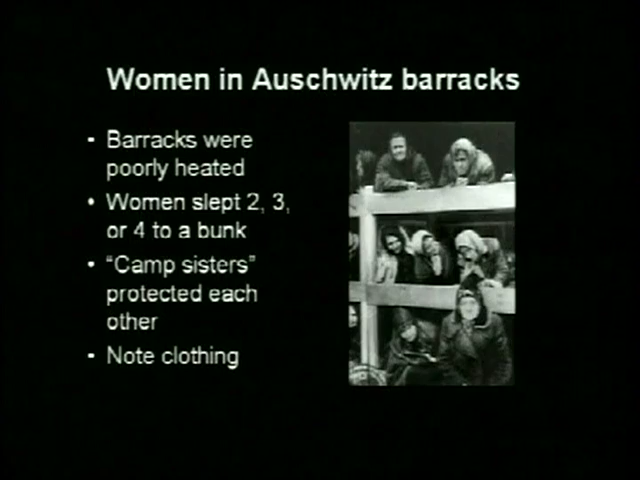 Women in Auschwitz barracks
- Barracks were
poorly heated
• Women slept 2, 3,
or 4 to a bunk
• “Camp sisters”
protected each
other
• Note clothing